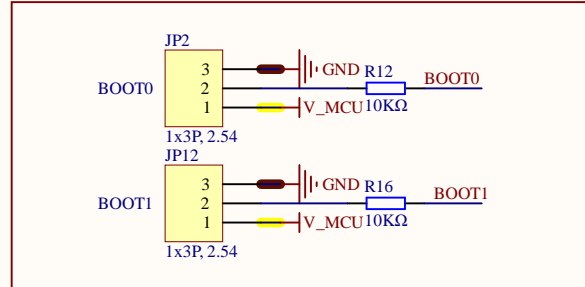 JP2
BOOT0
3
2
1
GND
R12
BOOT0
V_MCU
10KΩ
1x3P, 2.54
JP12
BOOT1
3
2
1
GND
R16
BOOT1
V_MCU
10KΩ
1x3P, 2.54